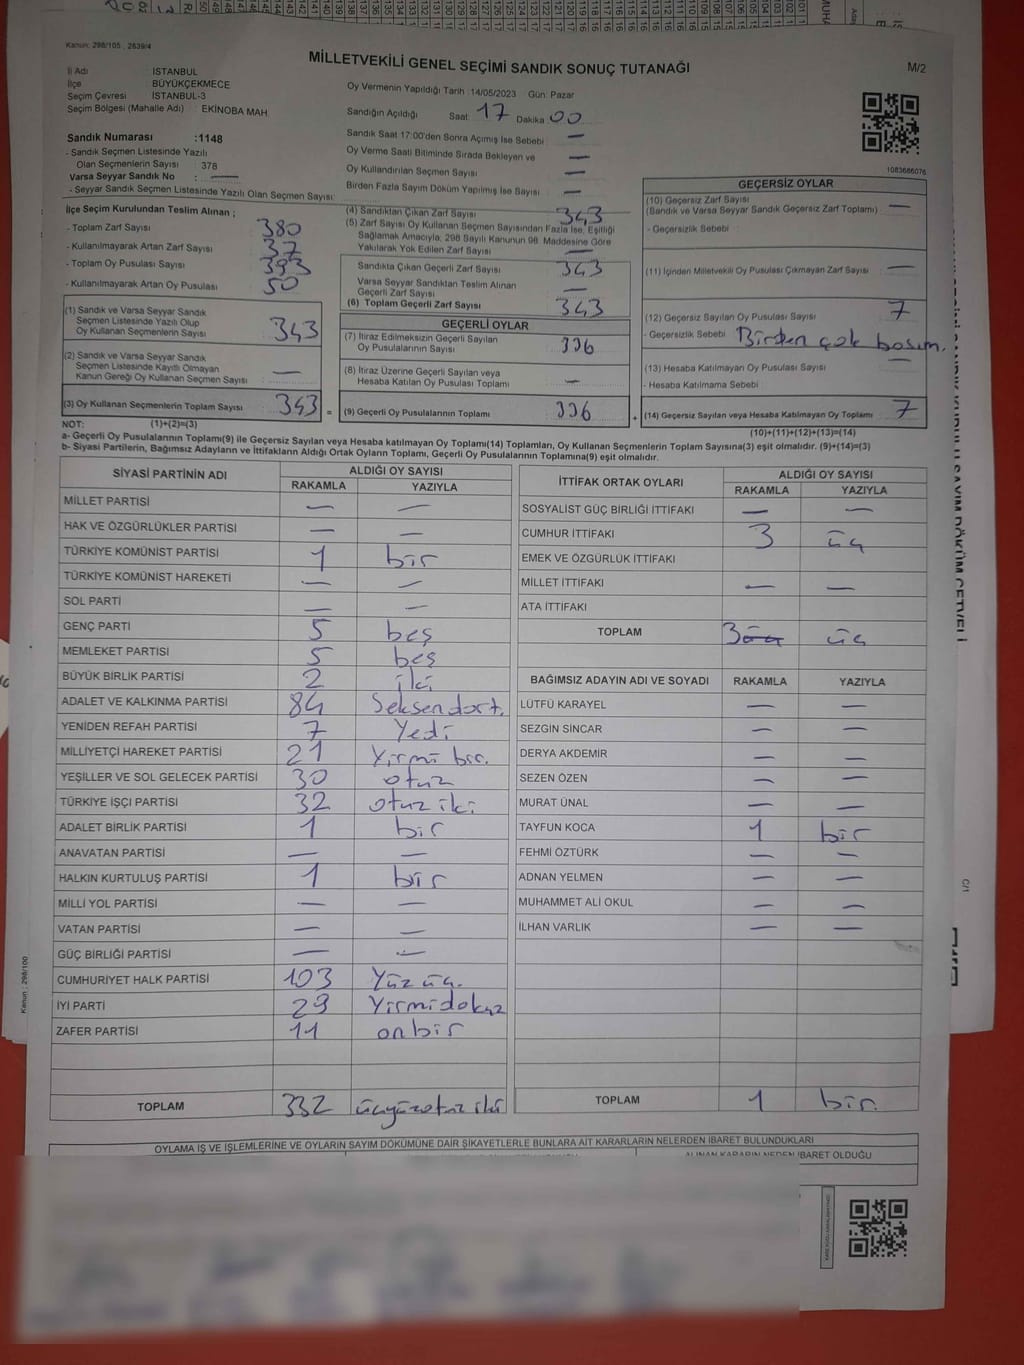 Kanun: 298/105 , 2839/4
MİLLETVEKİLİ GENEL SEÇİMİ SANDIK SONUÇ TUTANAĞI
M/2
İl Adı : İSTANBUL
İlçe : BÜYÜKÇEKMECE
Seçim Çevresi : İSTANBUL-3
Seçim Bölgesi (Mahalle Adı) : EKİNOBA MAH
Sandık Numarası :1148
- Sandık Seçmen Listesinde Yazılı
Olan Seçmenlerin Sayısı : 378
Varsa Seyyar Sandık No : —
- Seyyar Sandık Seçmen Listesinde Yazılı Olan Seçmen Sayısı:
Oy Vermenin Yapıldığı Tarih :14/05/2023 Gün: Pazar
Sandığın Açıldığı Saat 17 Dakika 00
Sandık Saat 17:00'den Sonra Açımış İse Sebebi : —
Oy Verme Saati Bitiminde Sırada Bekleyen ve
Oy Kullandırılan Seçmen Sayısı —
Birden Fazla Sayım Döküm Yapılmış İse Sayısı —
1083666076
İlçe Seçim Kurulundan Teslim Alınan ;
- Toplam Zarf Sayısı : 380
- Kullanılmayarak Artan Zarf Sayısı : 37
- Toplam Oy Pusulası Sayısı : 393
- Kullanılmayarak Artan Oy Pusulası : 50
(1) Sandık ve Varsa Seyyar Sandık
Seçmen Listesinde Yazılı Olup
Oy Kullanan Seçmenlerin Sayısı : 343
(2) Sandık ve Varsa Seyyar Sandık
Seçmen Listesinde Kayıtlı Olmayan
Kanun Gereği Oy Kullanan Seçmen Sayısı : —
(3) Oy Kullanan Seçmenlerin Toplam Sayısı : 343
(4) Sandıktan Çıkan Zarf Sayısı : 343
(5) Zarf Sayısı Oy Kullanan Seçmen Sayısından Fazla İse, Eşitliği
Sağlamak Amacıyla, 298 Sayılı Kanunun 98. Maddesine Göre
Yakılarak Yok Edilen Zarf Sayısı : —
Sandıkta Çıkan Geçerli Zarf Sayısı : 343
Varsa Seyyar Sandıktan Teslim Alınan
Geçerli Zarf Sayısı : —
(6) Toplam Geçerli Zarf Sayısı : 343
GEÇERLİ OYLAR
(7) İtiraz Edilmeksizin Geçerli Sayılan
Oy Pusulalarının Sayısı : 336
(8) İtiraz Üzerine Geçerli Sayılan veya
Hesaba Katılan Oy Pusulası Toplamı : —
= (9) Geçerli Oy Pusulalarının Toplamı : 336
GEÇERSİZ OYLAR
(10) Geçersiz Zarf Sayısı
(Sandık ve Varsa Seyyar Sandık Geçersiz Zarf Toplamı) : —
- Geçersizlik Sebebi :
(11) İçinden Milletvekili Oy Pusulası Çıkmayan Zarf Sayısı : —
(12) Geçersiz Sayılan Oy Pusulası Sayısı : 7
- Geçersizlik Sebebi : Birden çok basım.
(13) Hesaba Katılmayan Oy Pusulası Sayısı : —
- Hesaba Katılmama Sebebi :
+ (14) Geçersiz Sayılan veya Hesaba Katılmayan Oy Toplamı : 7
NOT: (1)+(2)=(3)
(10)+(11)+(12)+(13)=(14)
a- Geçerli Oy Pusulalarının Toplamı(9) ile Geçersiz Sayılan veya Hesaba katılmayan Oy Toplamı(14) Toplamları, Oy Kullanan Seçmenlerin Toplam Sayısına(3) eşit olmalıdır. (9)+(14)=(3)
b- Siyasi Partilerin, Bağımsız Adayların ve İttifakların Aldığı Ortak Oyların Toplamı, Geçerli Oy Pusulalarının Toplamına(9) eşit olmalıdır.
SİYASİ PARTİNİN ADI ALDIĞI OY SAYISI
RAKAMLA YAZIYLA
MİLLET PARTİSİ — —
HAK VE ÖZGÜRLÜKLER PARTİSİ — —
TÜRKİYE KOMÜNİST PARTİSİ 1 bir
TÜRKİYE KOMÜNİST HAREKETİ — —
SOL PARTİ — —
GENÇ PARTİ 5 beş
MEMLEKET PARTİSİ 5 beş
BÜYÜK BİRLİK PARTİSİ 2 iki
ADALET VE KALKINMA PARTİSİ 84 Seksendört.
YENİDEN REFAH PARTİSİ 7 Yedi
MİLLİYETÇİ HAREKET PARTİSİ 21 Yirmi bir.
YEŞİLLER VE SOL GELECEK PARTİSİ 30 otuz
TÜRKİYE İŞÇİ PARTİSİ 32 otuz iki
ADALET BİRLİK PARTİSİ 1 bir
ANAVATAN PARTİSİ — —
HALKIN KURTULUŞ PARTİSİ 1 bir
MİLLİ YOL PARTİSİ — —
VATAN PARTİSİ — —
GÜÇ BİRLİĞİ PARTİSİ — —
CUMHURİYET HALK PARTİSİ 103 Yüz üç.
İYİ PARTİ 29 Yirmidokuz
ZAFER PARTİSİ 11 onbir
TOPLAM 332 üçyüzotuz iki
İTTİFAK ORTAK OYLARI ALDIĞI OY SAYISI
RAKAMLA YAZIYLA
SOSYALİST GÜÇ BİRLİĞİ İTTİFAKI — —
CUMHUR İTTİFAKI 3 üç
EMEK VE ÖZGÜRLÜK İTTİFAKI
MİLLET İTTİFAKI — —
ATA İTTİFAKI
TOPLAM 3 üç
BAĞIMSIZ ADAYIN ADI VE SOYADI RAKAMLA YAZIYLA
LÜTFÜ KARAYEL — —
SEZGİN SİNCAR — —
DERYA AKDEMİR — —
SEZEN ÖZEN — —
MURAT ÜNAL — —
TAYFUN KOCA 1 bir
FEHMİ ÖZTÜRK — —
ADNAN YELMEN — —
MUHAMMET ALİ OKUL — —
İLHAN VARLIK — —
TOPLAM 1 bir.
OYLAMA İŞ VE İŞLEMLERİNE VE OYLARIN SAYIM DÖKÜMÜNE DAİR ŞİKAYETLERLE BUNLARA AİT KARARLARIN NELERDEN İBARET BULUNDUKLARI
ALINAN KARARIN NEDEN İBARET OLDUĞU
Kanun : 298/100
C/1